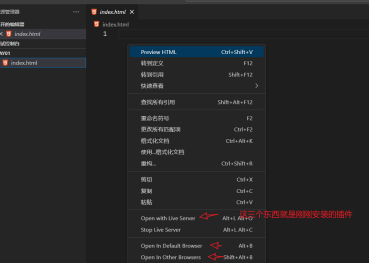 资源管理器 ···
打开的编辑器
index.html
index.html
index.html ×
index.html
1
Preview HTML Ctrl+Shift+V
转到定义 F12
转到引用 Shift+F12
快速查看 >
查找所有引用 Shift+Alt+F12
重命名符号 F2
更改所有匹配项 Ctrl+F2
格式化文档 Ctrl+Alt+K
使用...格式化文档
重构... Ctrl+Shift+R
剪切 Ctrl+X
复制 Ctrl+C
粘贴 Ctrl+V
Open with Live Server Alt+L Alt+O
这三个东西就是刚刚安装的插件
Stop Live Server Alt+L Alt+C
Open In Default Browser Alt+B
Open In Other Browsers Shift+Alt+B